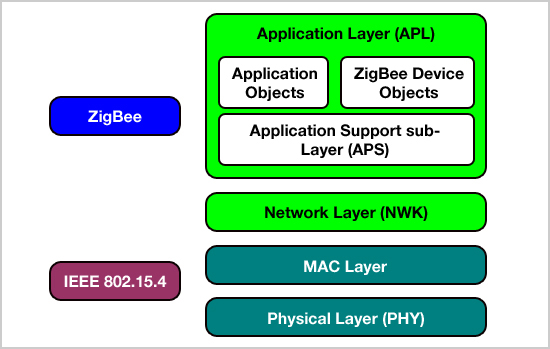 Application Layer (APL)
Application
Objects
ZigBee Device
Objects
Application Support sub-
Layer (APS)
ZigBee
Network Layer (NWK)
MAC Layer
IEEE 802.15.4
Physical Layer (PHY)